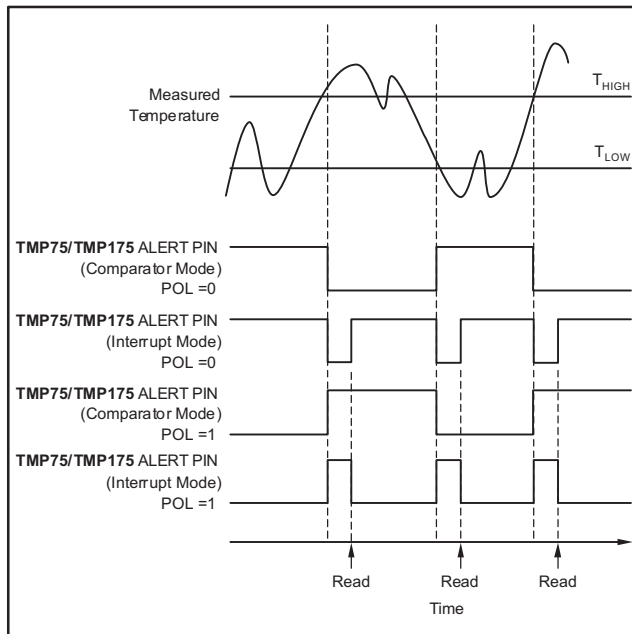 Measured
Temperature
THIGH
TLOW
TMP75/TMP175 ALERT PIN
(Comparator Mode)
POL =0
TMP75/TMP175 ALERT PIN
(Interrupt Mode)
POL =0
TMP75/TMP175 ALERT PIN
(Comparator Mode)
POL =1
TMP75/TMP175 ALERT PIN
(Interrupt Mode)
POL =1
Read Read Read
Time